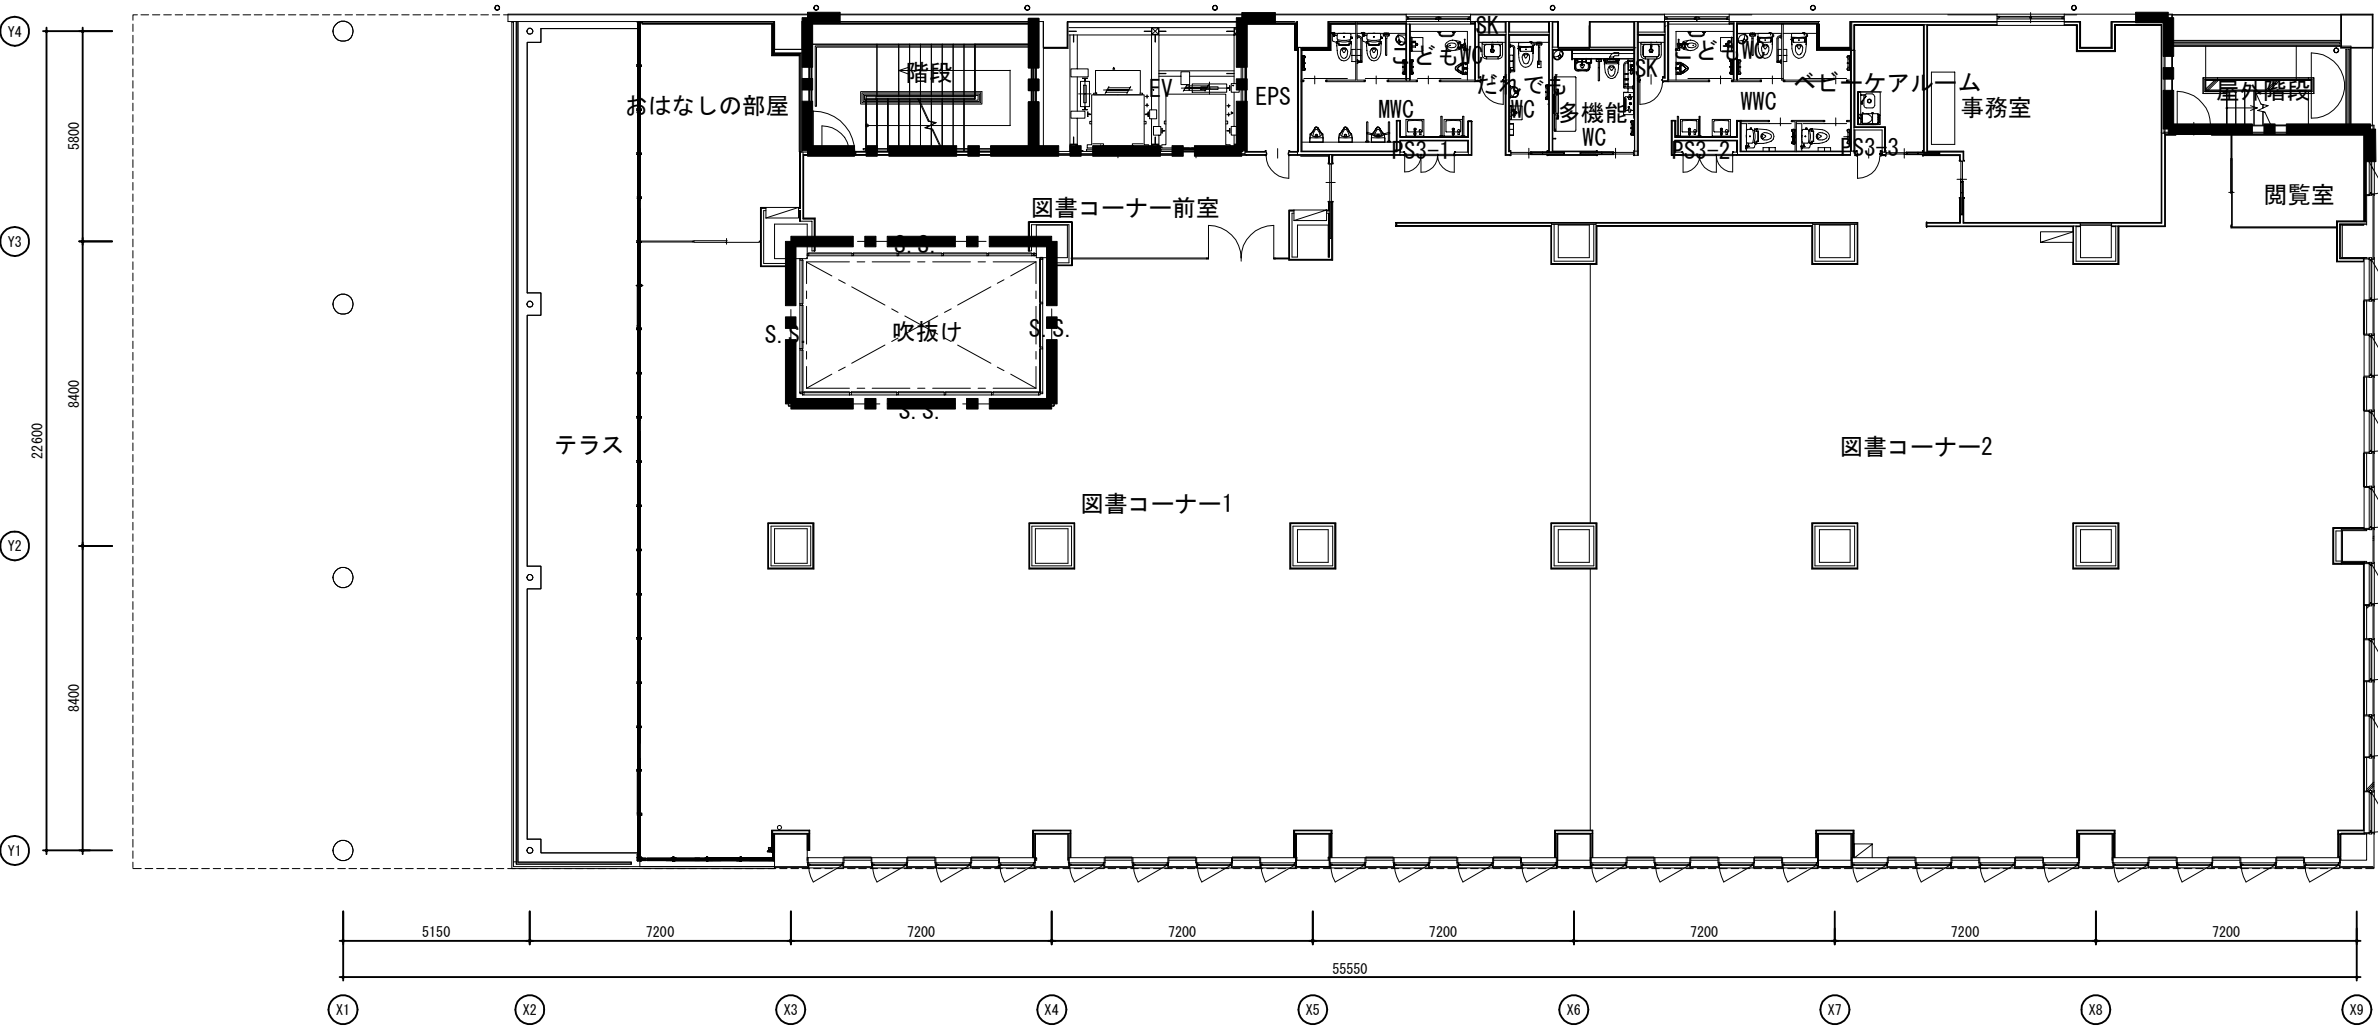 Y4
Y3
Y2
Y1
5800
8400
8400
22600
階段
おはなしの部屋
EV
EPS
SK
こどもWC
だれでも
WC
MWC
多機能
WC
SK
こどもWC
WWC
ベビーケアルーム
事務室
屋外階段
PS3-1
PS3-2
PS3-3
閲覧室
図書コーナー前室
S.S.
S.S.
吹抜け
S.S.
S.S.
テラス
図書コーナー1
図書コーナー2
5150
7200
7200
7200
7200
7200
7200
7200
55550
X1
X2
X3
X4
X5
X6
X7
X8
X9